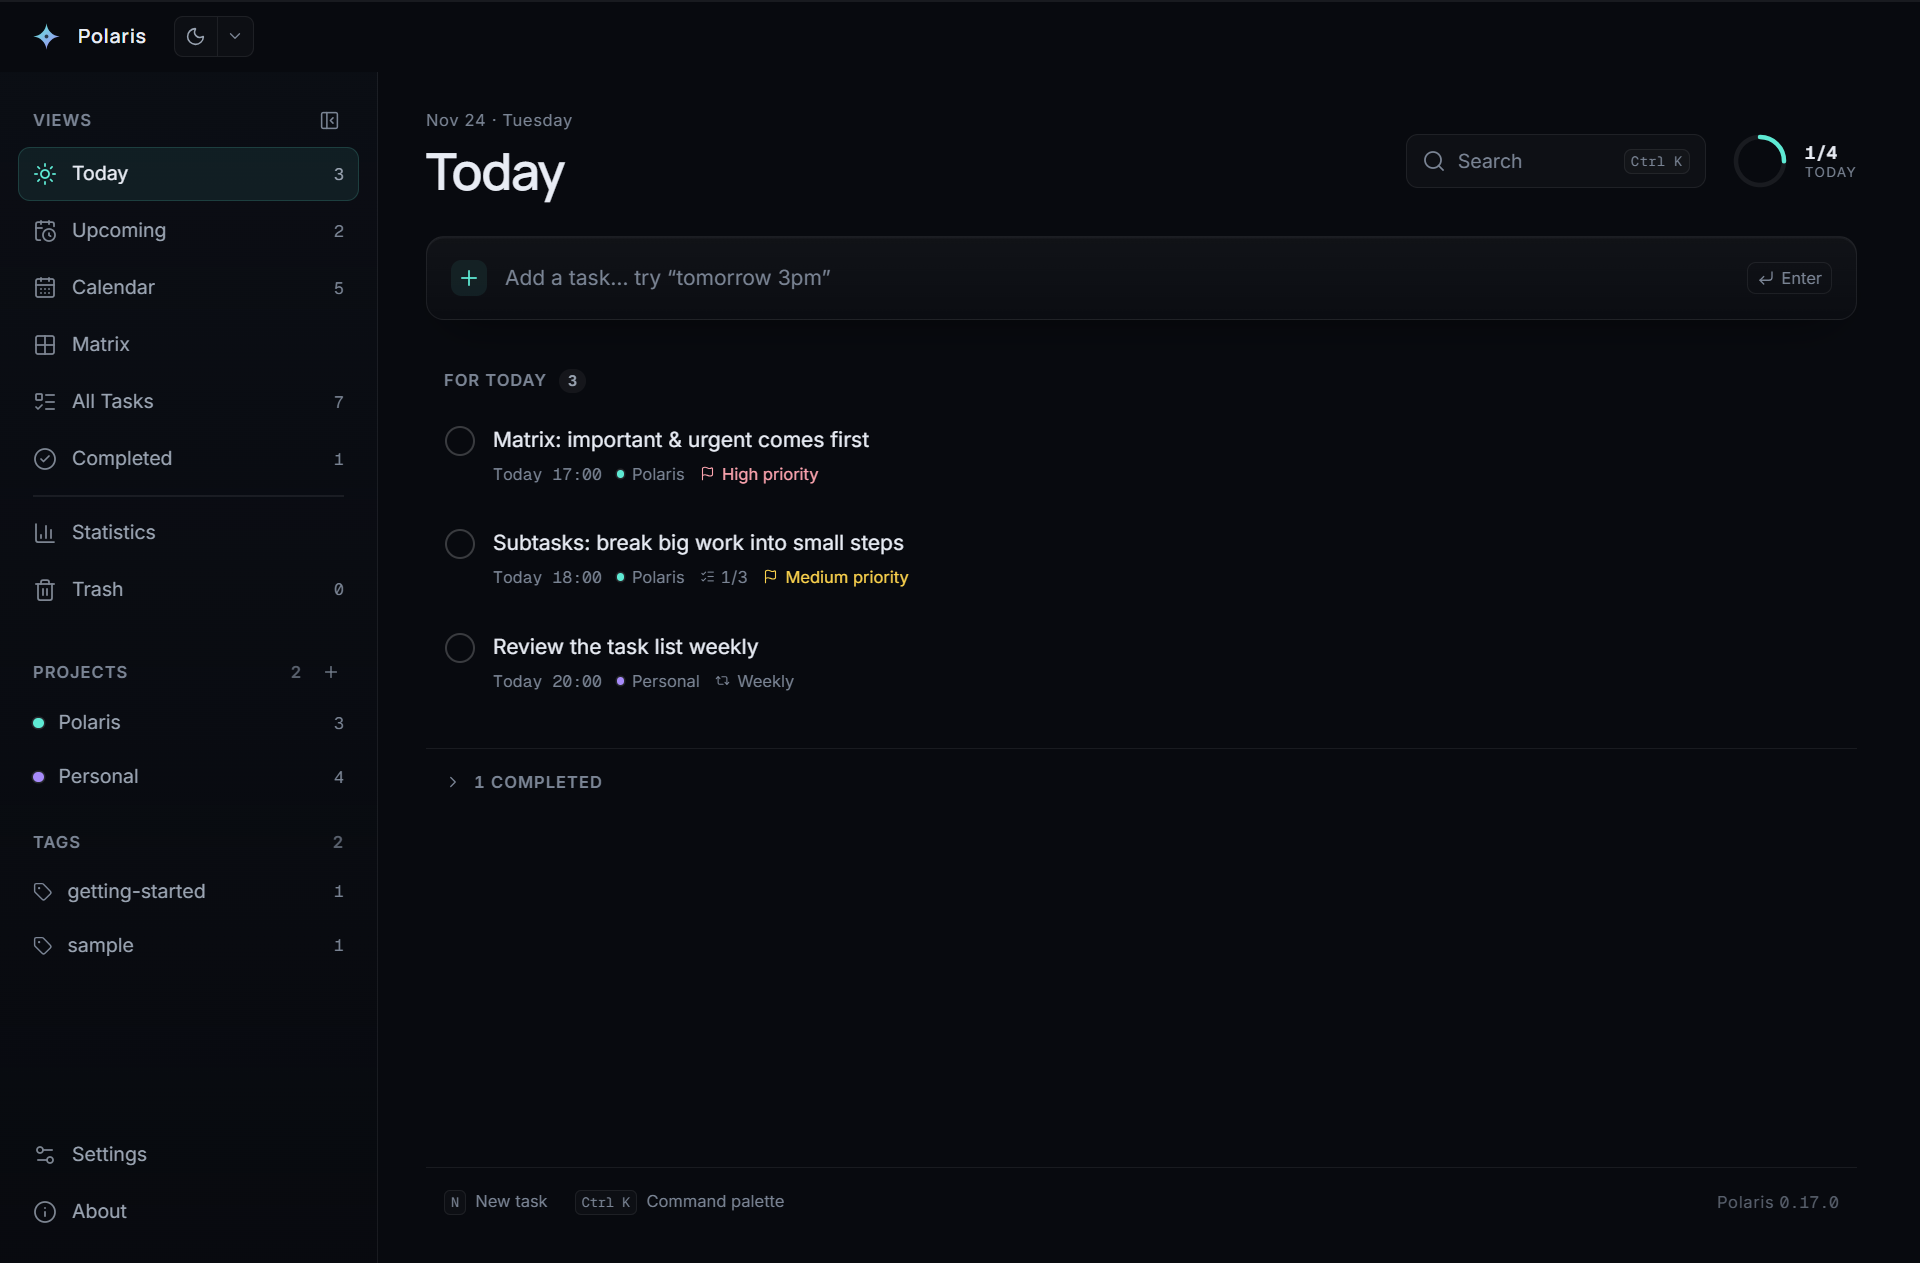 Polaris
VIEWS
Today 3
Upcoming 2
Calendar 5
Matrix
All Tasks 7
Completed 1
Statistics
Trash 0
PROJECTS 2
Polaris 3
Personal 4
TAGS 2
getting-started 1
sample 1
Settings
About
Nov 24 · Tuesday
Today
Search Ctrl K
1/4
TODAY
Add a task... try “tomorrow 3pm”
Enter
FOR TODAY 3
Matrix: important & urgent comes first
Today 17:00 Polaris High priority
Subtasks: break big work into small steps
Today 18:00 Polaris 1/3 Medium priority
Review the task list weekly
Today 20:00 Personal Weekly
1 COMPLETED
N New task Ctrl K Command palette
Polaris 0.17.0